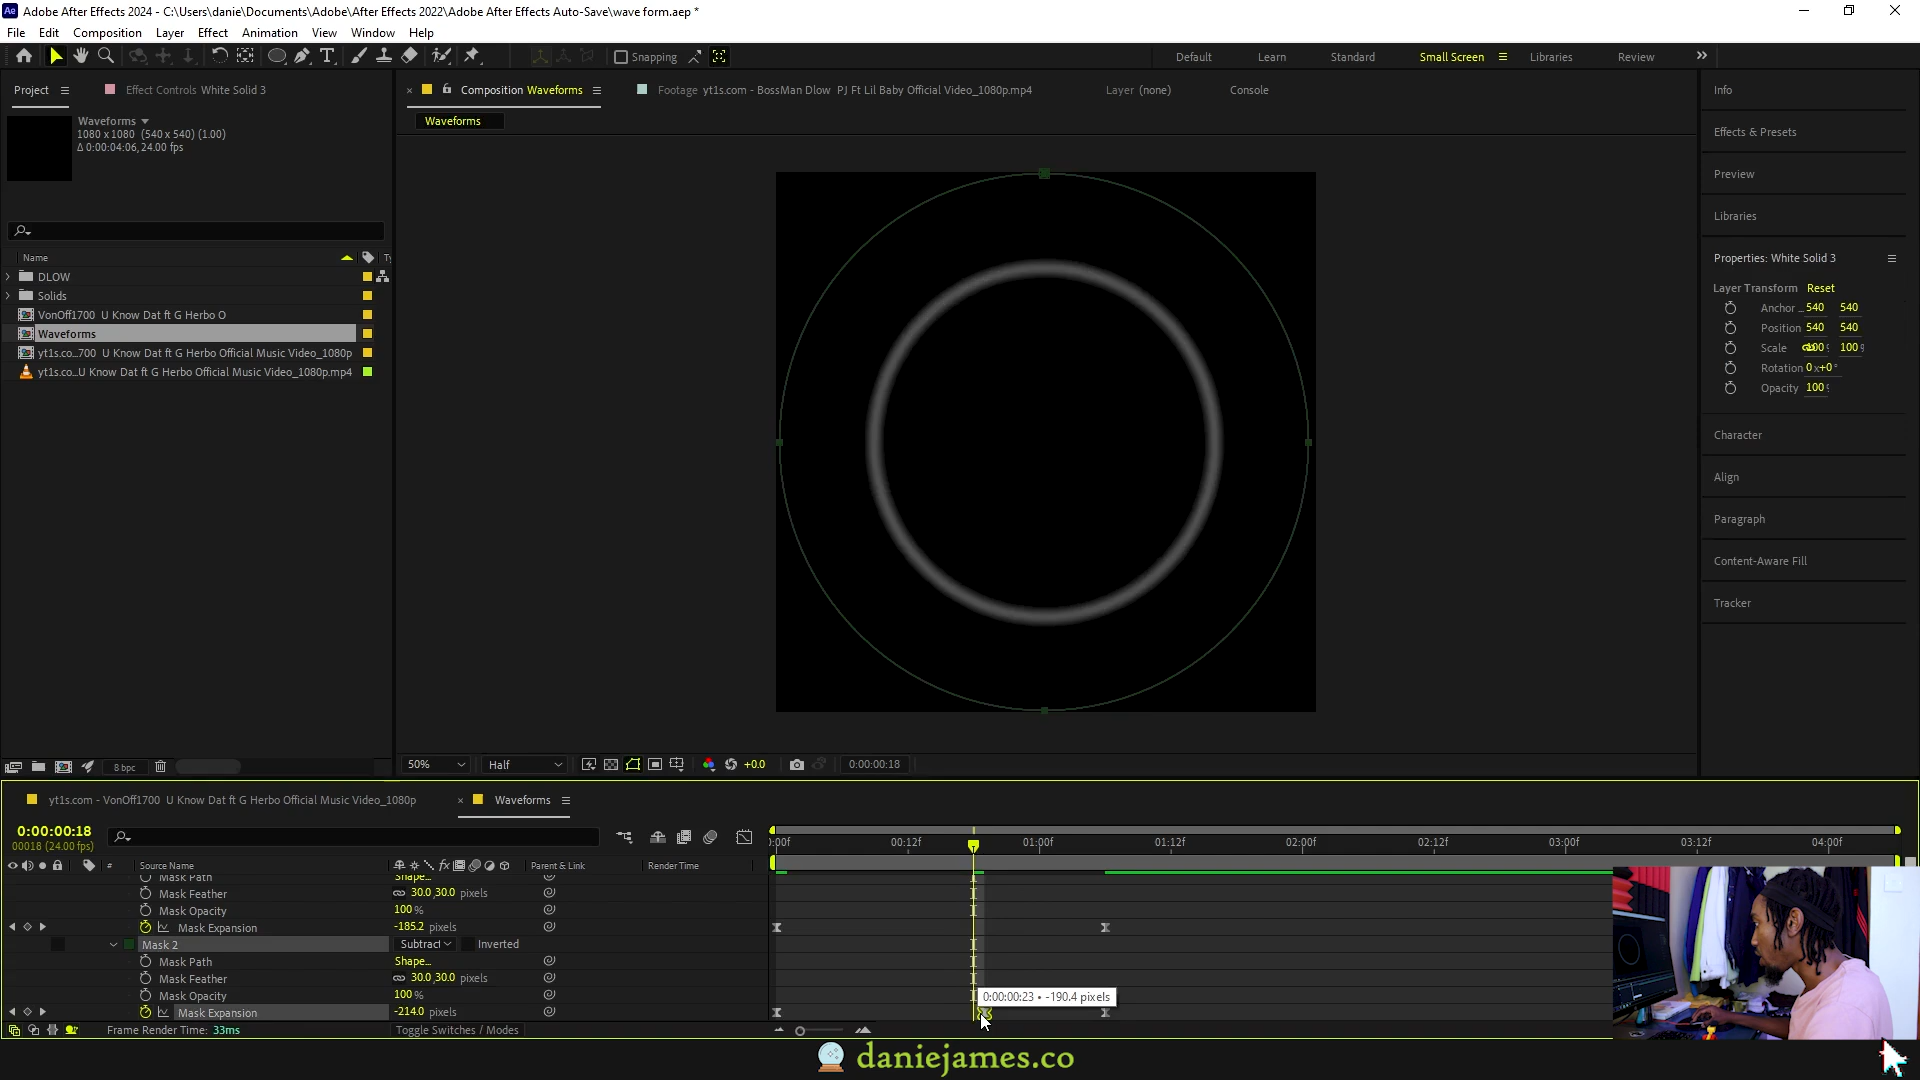 Adobe After Effects 2024 - C:\Users\danie\Documents\Adobe\After Effects 2022\Adobe After Effects Auto-Save\wave form.aep *
File Edit Composition Layer Effect Animation View Window Help
Snapping
Default Learn Standard Small Screen Libraries Review
Project Effect Controls White Solid 3
Composition Waveforms Footage yt1s.com - BossMan Dlow PJ Ft Lil Baby Official Video_1080p.mp4 Layer (none) Console
Waveforms
Waveforms
1080 x 1080 (540 x 540) (1.00)
Δ 0:00:04:06, 24.00 fps
Name
DLOW
Solids
VonOff1700 U Know Dat ft G Herbo O
Waveforms
yt1s.co...700 U Know Dat ft G Herbo Official Music Video_1080p
yt1s.co...U Know Dat ft G Herbo Official Music Video_1080p.mp4
8 bpc
50% Half +0.0 0:00:00:18
Info
Effects & Presets
Preview
Libraries
Properties: White Solid 3
Layer Transform Reset
Anchor ... 540 540
Position 540 540
Scale 100 100
Rotation 0x+0°
Opacity 100
Character
Align
Paragraph
Content-Aware Fill
Tracker
yt1s.com - VonOff1700 U Know Dat ft G Herbo Official Music Video_1080p
Waveforms
0:00:00:18
00018 (24.00 fps)
:00f 00:12f 01:00f 01:12f 02:00f 02:12f 03:00f 03:12f 04:00f
# Source Name Parent & Link Render Time
Mask Path Shape...
Mask Feather 30.0,30.0 pixels
Mask Opacity 100 %
Mask Expansion -185.2 pixels
Mask 2 Subtract Inverted
Mask Path Shape...
Mask Feather 30.0,30.0 pixels
Mask Opacity 100 %
0:00:00:23 • -190.4 pixels
Mask Expansion -214.0 pixels
Frame Render Time: 33ms Toggle Switches / Modes
daniejames.co